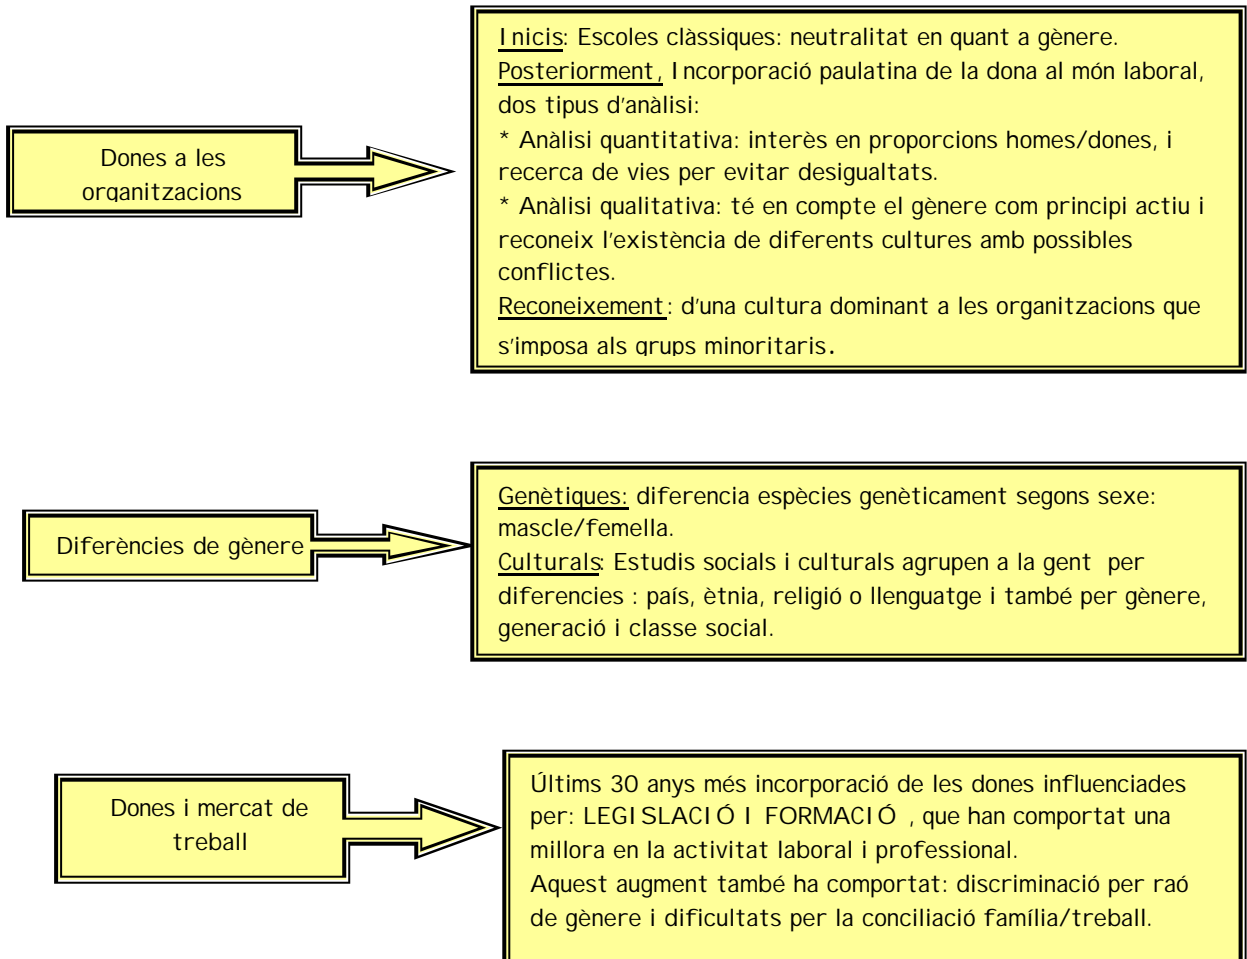 Dones a les
organitzacions
Inicis: Escoles clàssiques: neutralitat en quant a gènere.
Posteriorment, Incorporació paulatina de la dona al món laboral,
dos tipus d'anàlisi:
* Anàlisi quantitativa: interès en proporcions homes/dones, i
recerca de vies per evitar desigualtats.
* Anàlisi qualitativa: té en compte el gènere com principi actiu i
reconeix l'existència de diferents cultures amb possibles
conflictes.
Reconeixement: d'una cultura dominant a les organitzacions que
s'imposa als grups minoritaris.
Diferències de gènere
Genètiques: diferencia espècies genèticament segons sexe:
mascle/femella.
Culturals: Estudis socials i culturals agrupen a la gent per
diferencies : país, ètnia, religió o llenguatge i també per gènere,
generació i classe social.
Dones i mercat de
treball
Últims 30 anys més incorporació de les dones influenciades
per: LEGISLACIÓ I FORMACIÓ , que han comportat una
millora en la activitat laboral i professional.
Aquest augment també ha comportat: discriminació per raó
de gènere i dificultats per la conciliació família/treball.